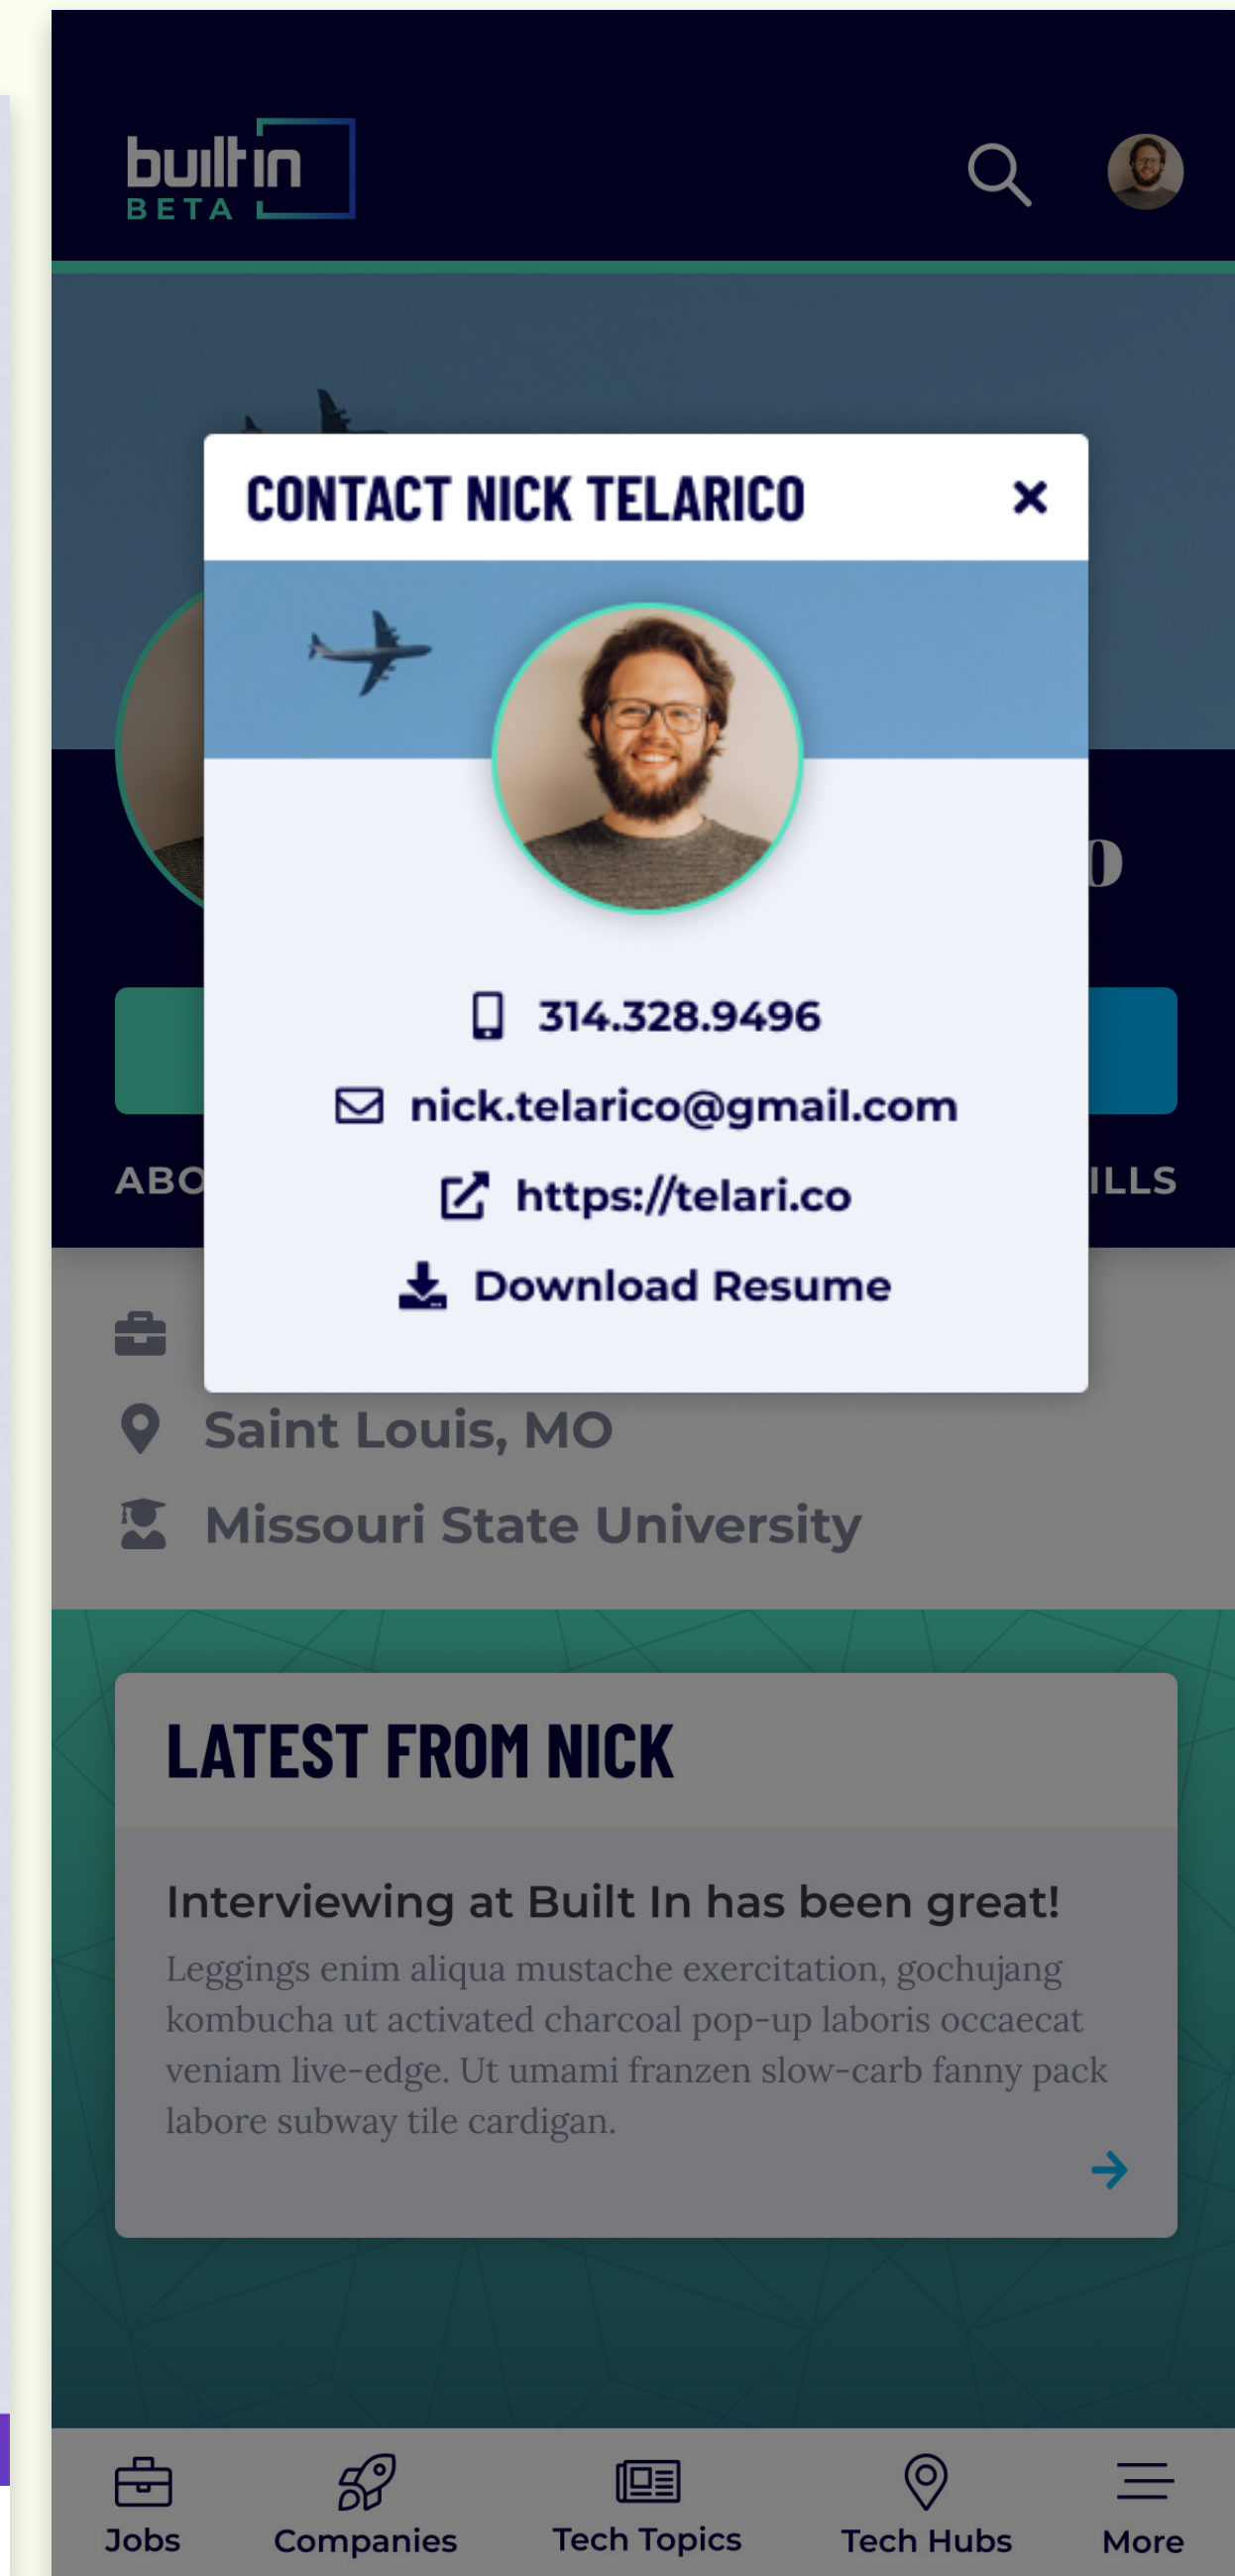 builtin
BETA
CONTACT NICK TELARICO
314.328.9496
nick.telarico@gmail.com
https://telari.co
Download Resume
Saint Louis, MO
Missouri State University
LATEST FROM NICK
Interviewing at Built In has been great!
Leggings enim aliqua mustache exercitation, gochujang
kombucha ut activated charcoal pop-up laboris occaecat
veniam live-edge. Ut umami franzen slow-carb fanny pack
labore subway tile cardigan.
Jobs Companies Tech Topics Tech Hubs More